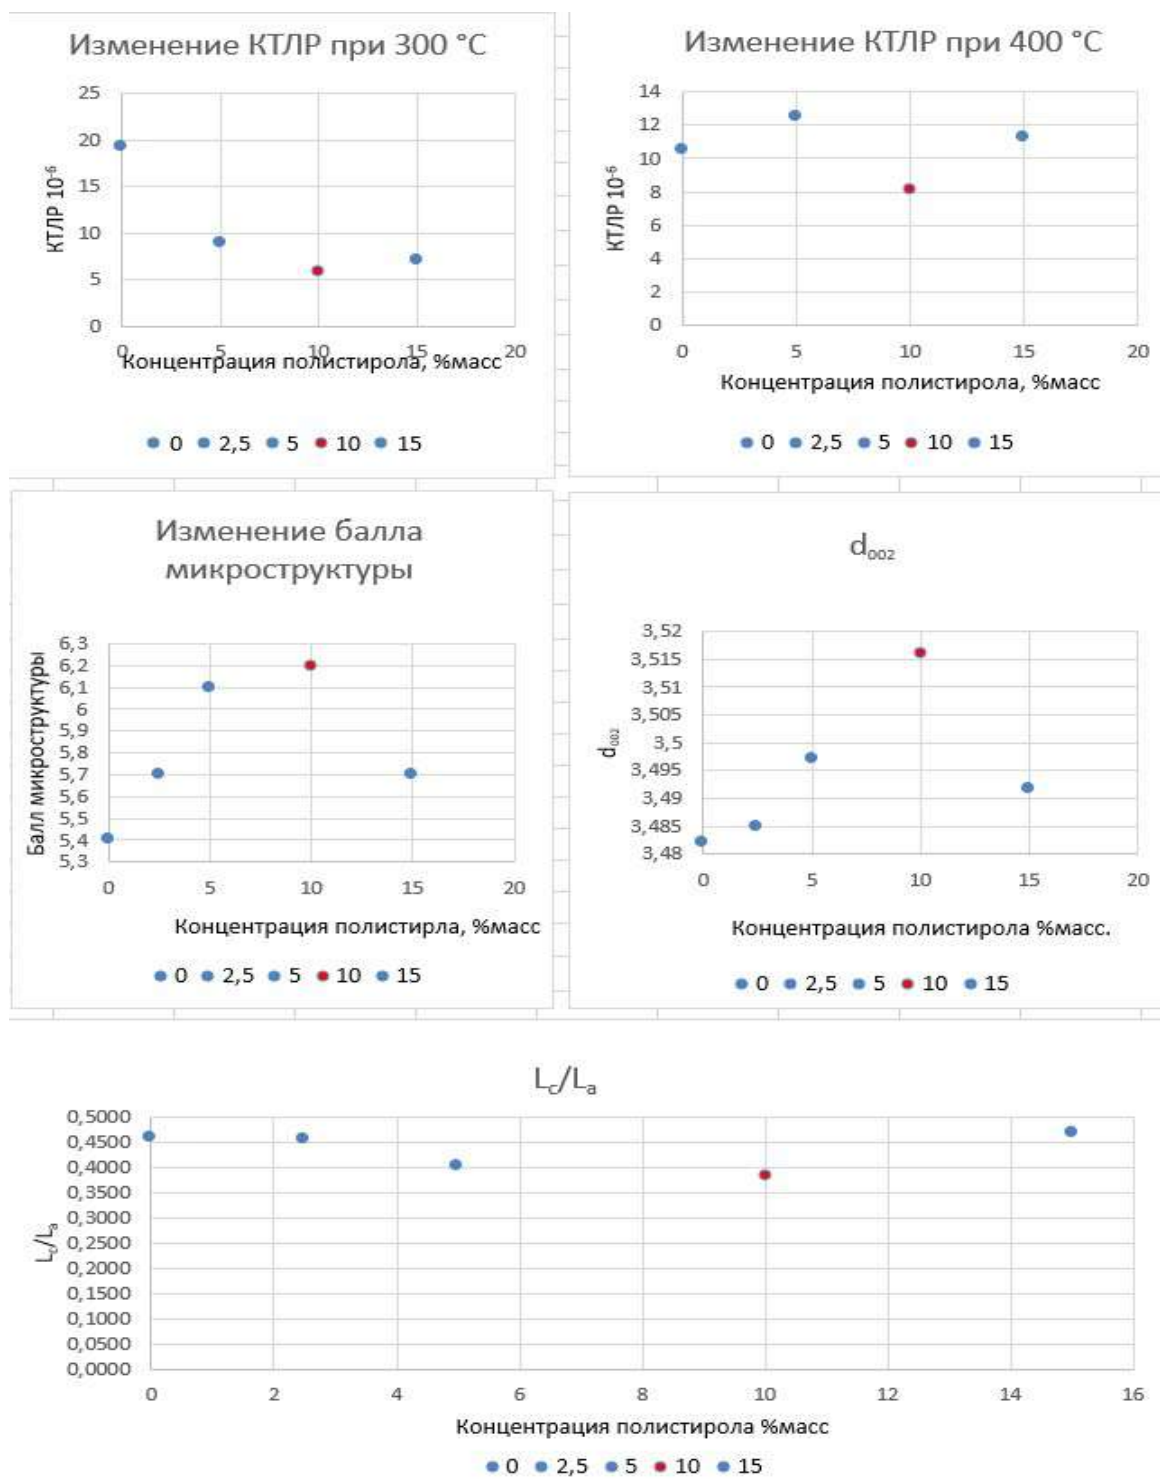 Изменение КТЛР при 300 °C
25
20
15
10
5
0
КТЛР 10⁻⁶
0 5 10 15 20
Концентрация полистирола, %масс
0 2,5 5 10 15
Изменение КТЛР при 400 °C
14
12
10
8
6
4
2
0
КТЛР 10⁻⁶
0 5 10 15 20
Концентрация полистирола, %масс
0 2,5 5 10 15
Изменение балла
микроструктуры
6,3
6,2
6,1
6
5,9
5,8
5,7
5,6
5,5
5,4
5,3
Балл микроструктуры
0 5 10 15 20
Концентрация полистирла, %масс
0 2,5 5 10 15
d₀₀₂
3,52
3,515
3,51
3,505
3,5
3,495
3,49
3,485
3,48
d₀₀₂
0 5 10 15 20
Концентрация полистирола %масс.
0 2,5 5 10 15
L꜀/Lₐ
0,5000
0,4500
0,4000
0,3500
0,3000
0,2500
0,2000
0,1500
0,1000
0,0500
0,0000
L꜀/Lₐ
0 2 4 6 8 10 12 14 16
Концентрация полистирола %масс
0 2,5 5 10 15